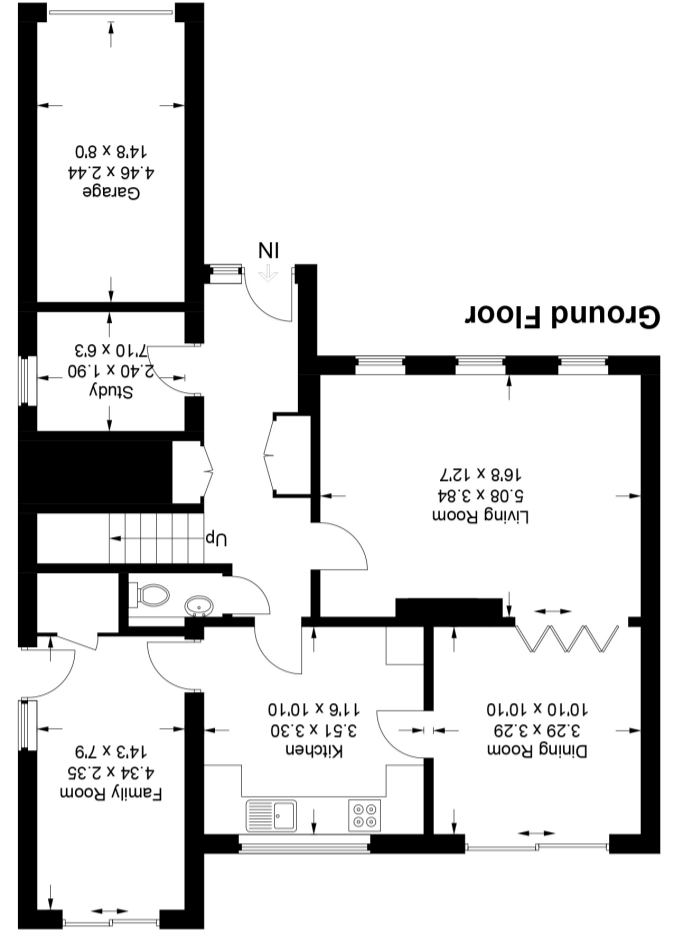 Family Room
4.34 x 2.35
14'3 x 7'9
Kitchen
3.51 x 3.30
11'6 x 10'10
Dining Room
3.29 x 3.29
10'10 x 10'10
Up
Living Room
5.08 x 3.84
16'8 x 12'7
Study
2.40 x 1.90
7'10 x 6'3
Ground Floor
IN
Garage
4.46 x 2.44
14'8 x 8'0